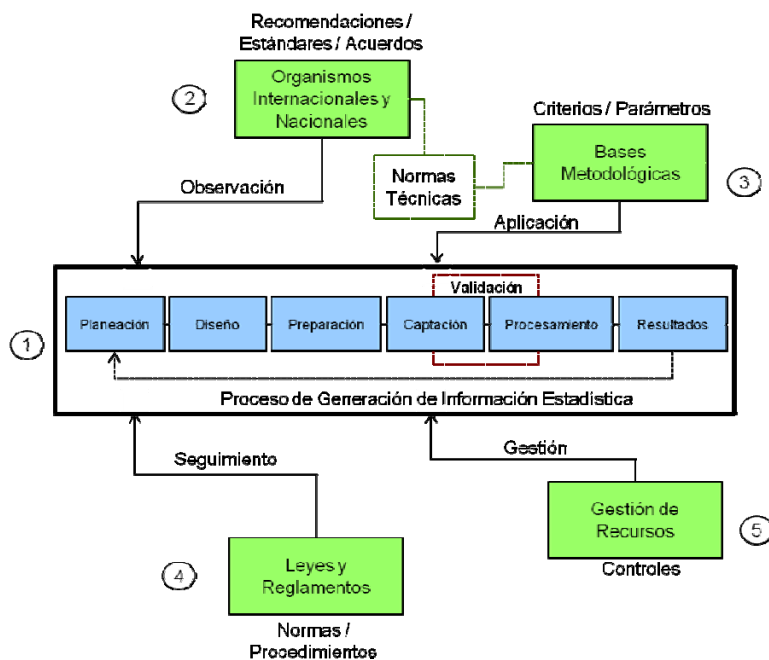 Recomendaciones /
Estándares / Acuerdos
2
Organismos
Internacionales y
Nacionales
Criterios / Parámetros
Bases
Metodológicas
3
Normas
Técnicas
Observación
Aplicación
1
Validación
Planeación
Diseño
Preparación
Captación
Procesamiento
Resultados
Proceso de Generación de Información Estadística
Seguimiento
Gestión
4
Leyes y
Reglamentos
Normas /
Procedimientos
Gestión de
Recursos
5
Controles